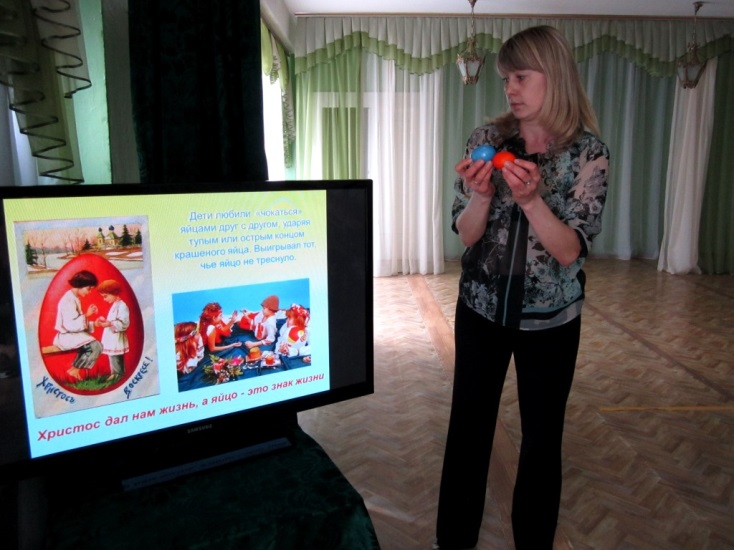 Дети любили «чокаться»
яйцами друг с другом, ударяя
тупым или острым концом
крашеного яйца. Выигрывал тот,
чье яйцо не треснуло.
Христосъ Воскресе!
Христос дал нам жизнь, а яйцо - это знак жизни
SAMSUNG